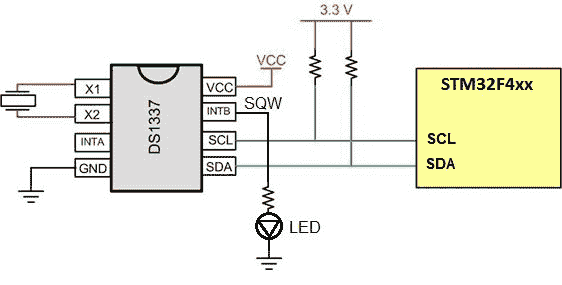 3.3 V
VCC
STM32F4xx
X1
VCC
SQW
X2
INTB
DS1337
INTA
SCL
SCL
GND
SDA
SDA
LED